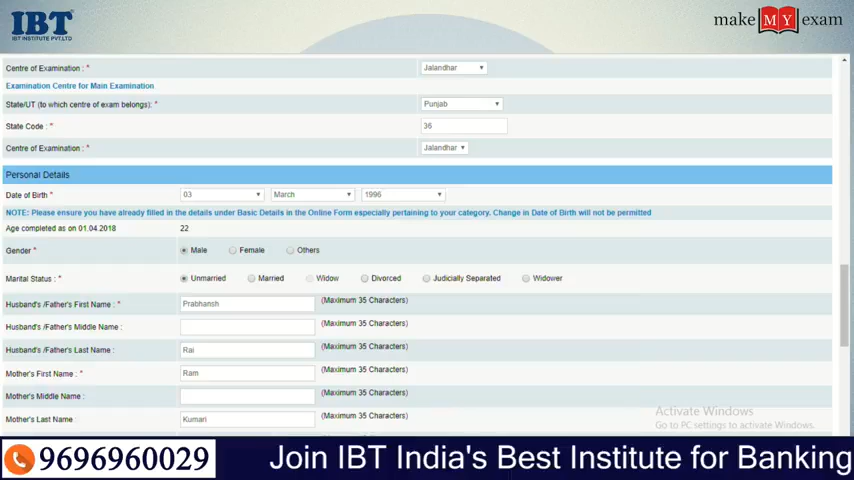 IBT
IBT INSTITUTE PVT.LTD
make MY exam
Centre of Examination : * Jalandhar
Examination Centre for Main Examination
State/UT (to which centre of exam belongs): * Punjab
State Code : * 36
Centre of Examination : * Jalandhar
Personal Details
Date of Birth * 03 March 1996
NOTE: Please ensure you have already filled in the details under Basic Details in the Online Form especially pertaining to your category. Change in Date of Birth will not be permitted
Age completed as on 01.04.2018 22
Gender * Male Female Others
Marital Status : * Unmarried Married Widow Divorced Judicially Separated Widower
Husband's /Father's First Name : * Prabhansh (Maximum 35 Characters)
Husband's /Father's Middle Name : (Maximum 35 Characters)
Husband's /Father's Last Name : Rai (Maximum 35 Characters)
Mother's First Name : * Ram (Maximum 35 Characters)
Mother's Middle Name (Maximum 35 Characters)
Mother's Last Name Kumari (Maximum 35 Characters)
Activate Windows
Go to PC settings to activate Windows.
9696960029 Join IBT India's Best Institute for Banking